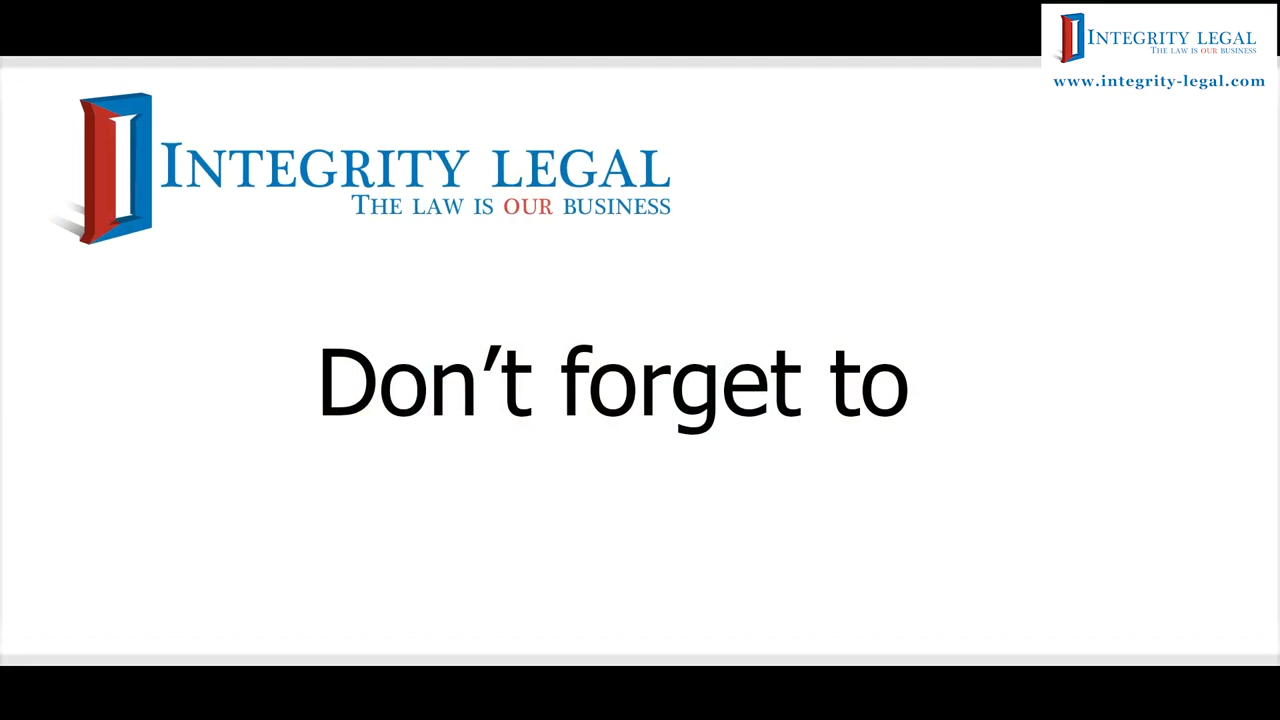 INTEGRITY LEGAL
THE LAW IS OUR BUSINESS
www.integrity-legal.com
INTEGRITY LEGAL
THE LAW IS OUR BUSINESS
Don’t forget to